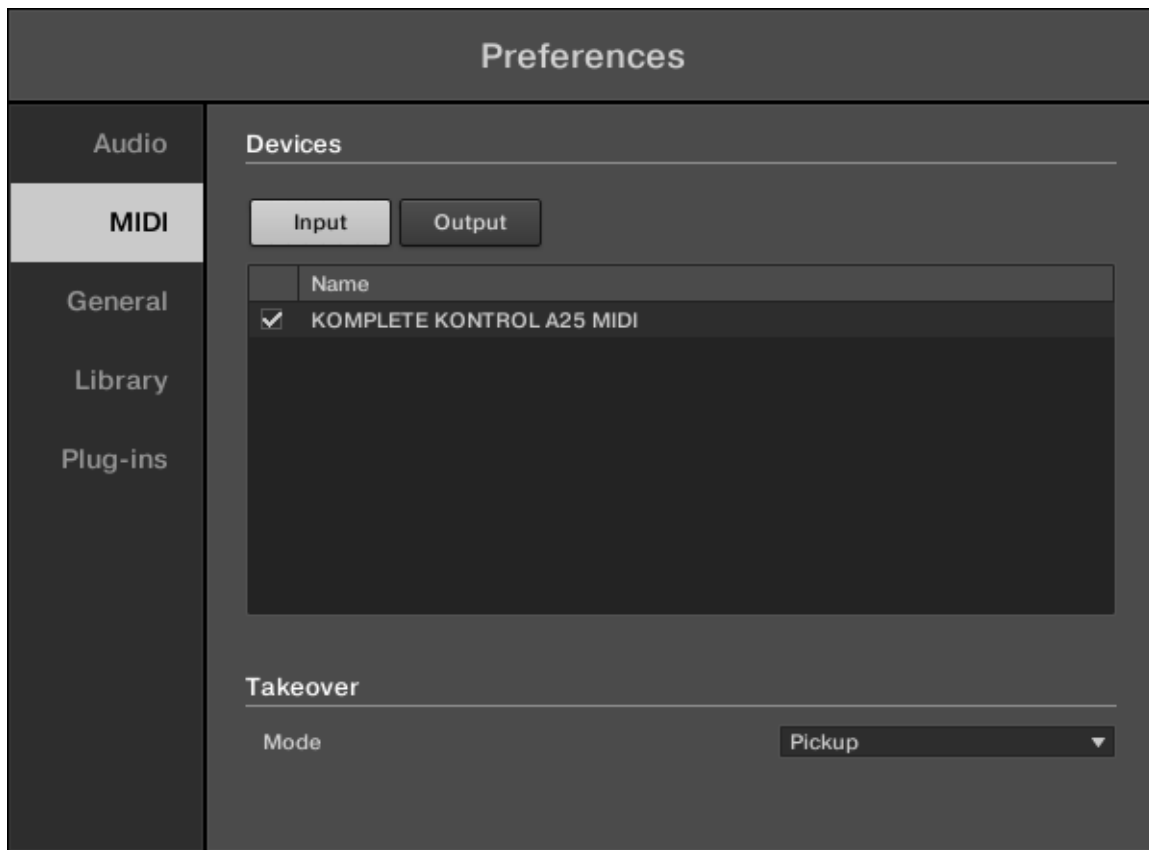 Preferences
Audio
MIDI
General
Library
Plug-ins
Devices
Input Output
Name
KOMPLETE KONTROL A25 MIDI
Takeover
Mode Pickup